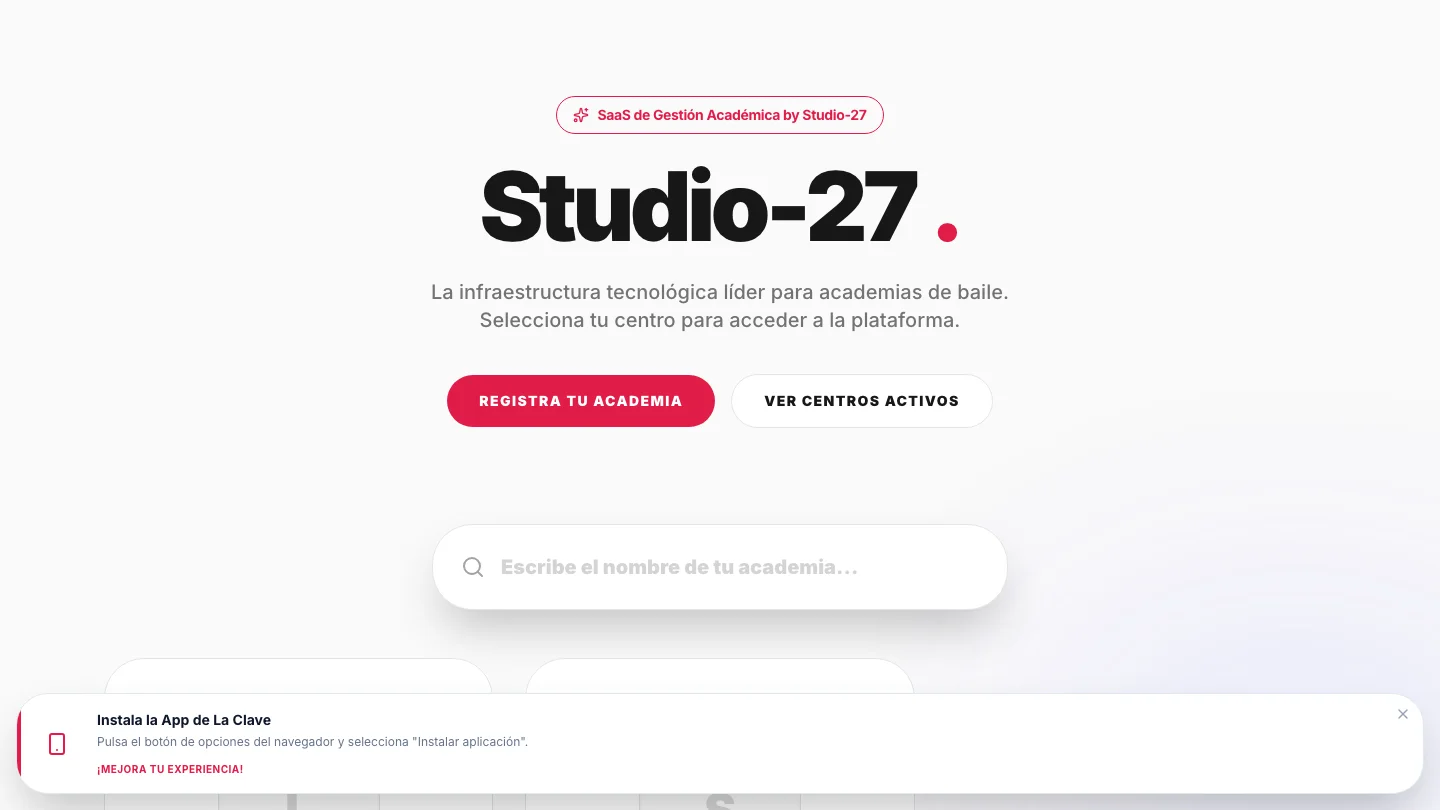 SaaS de Gestión Académica by Studio-27
Studio-27 .
La infraestructura tecnológica líder para academias de baile.
Selecciona tu centro para acceder a la plataforma.
REGISTRA TU ACADEMIA
VER CENTROS ACTIVOS
Escribe el nombre de tu academia...
Instala la App de La Clave
Pulsa el botón de opciones del navegador y selecciona "Instalar aplicación".
¡MEJORA TU EXPERIENCIA!